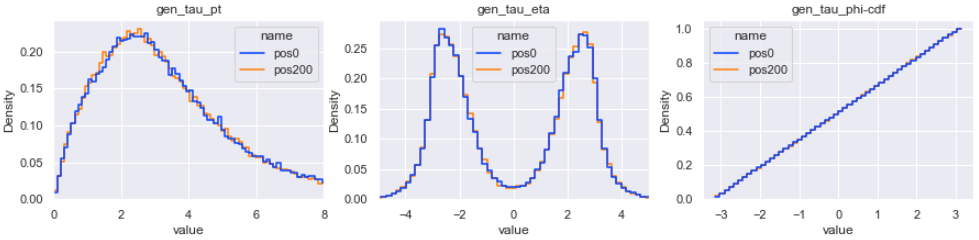 gen_tau_pt
Density
0.20
0.15
0.10
0.05
0.00
name
pos0
pos200
0 2 4 6 8
value
gen_tau_eta
Density
0.25
0.20
0.15
0.10
0.05
0.00
name
pos0
pos200
−4 −2 0 2 4
value
gen_tau_phi-cdf
Density
1.0
0.8
0.6
0.4
0.2
0.0
name
pos0
pos200
−3 −2 −1 0 1 2 3
value